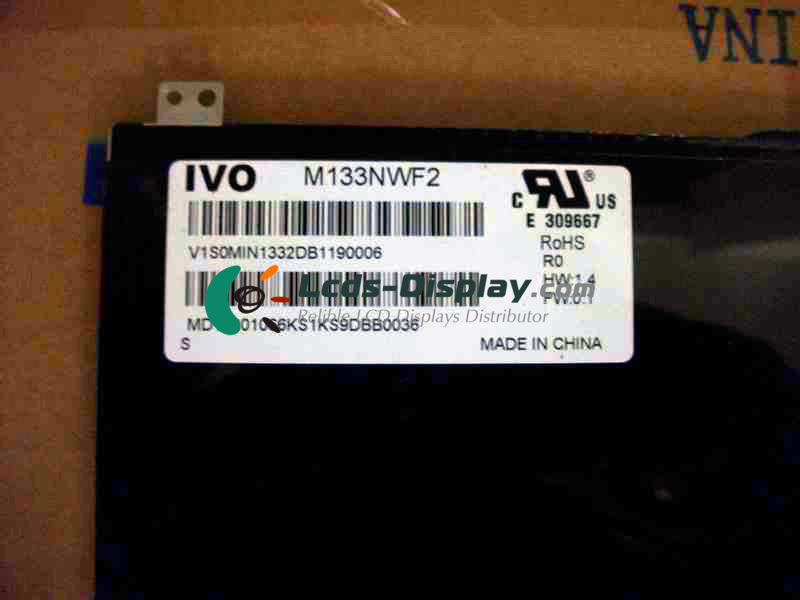 INA
IVO M133NWF2
C RU ® US
E 309667
V1S0MIN1332DB1190006
RoHS
R0
HW:1.4
FW:0.1
Lcds-Display.com
Relible LCD Displays Distributor
S
MADE IN CHINA